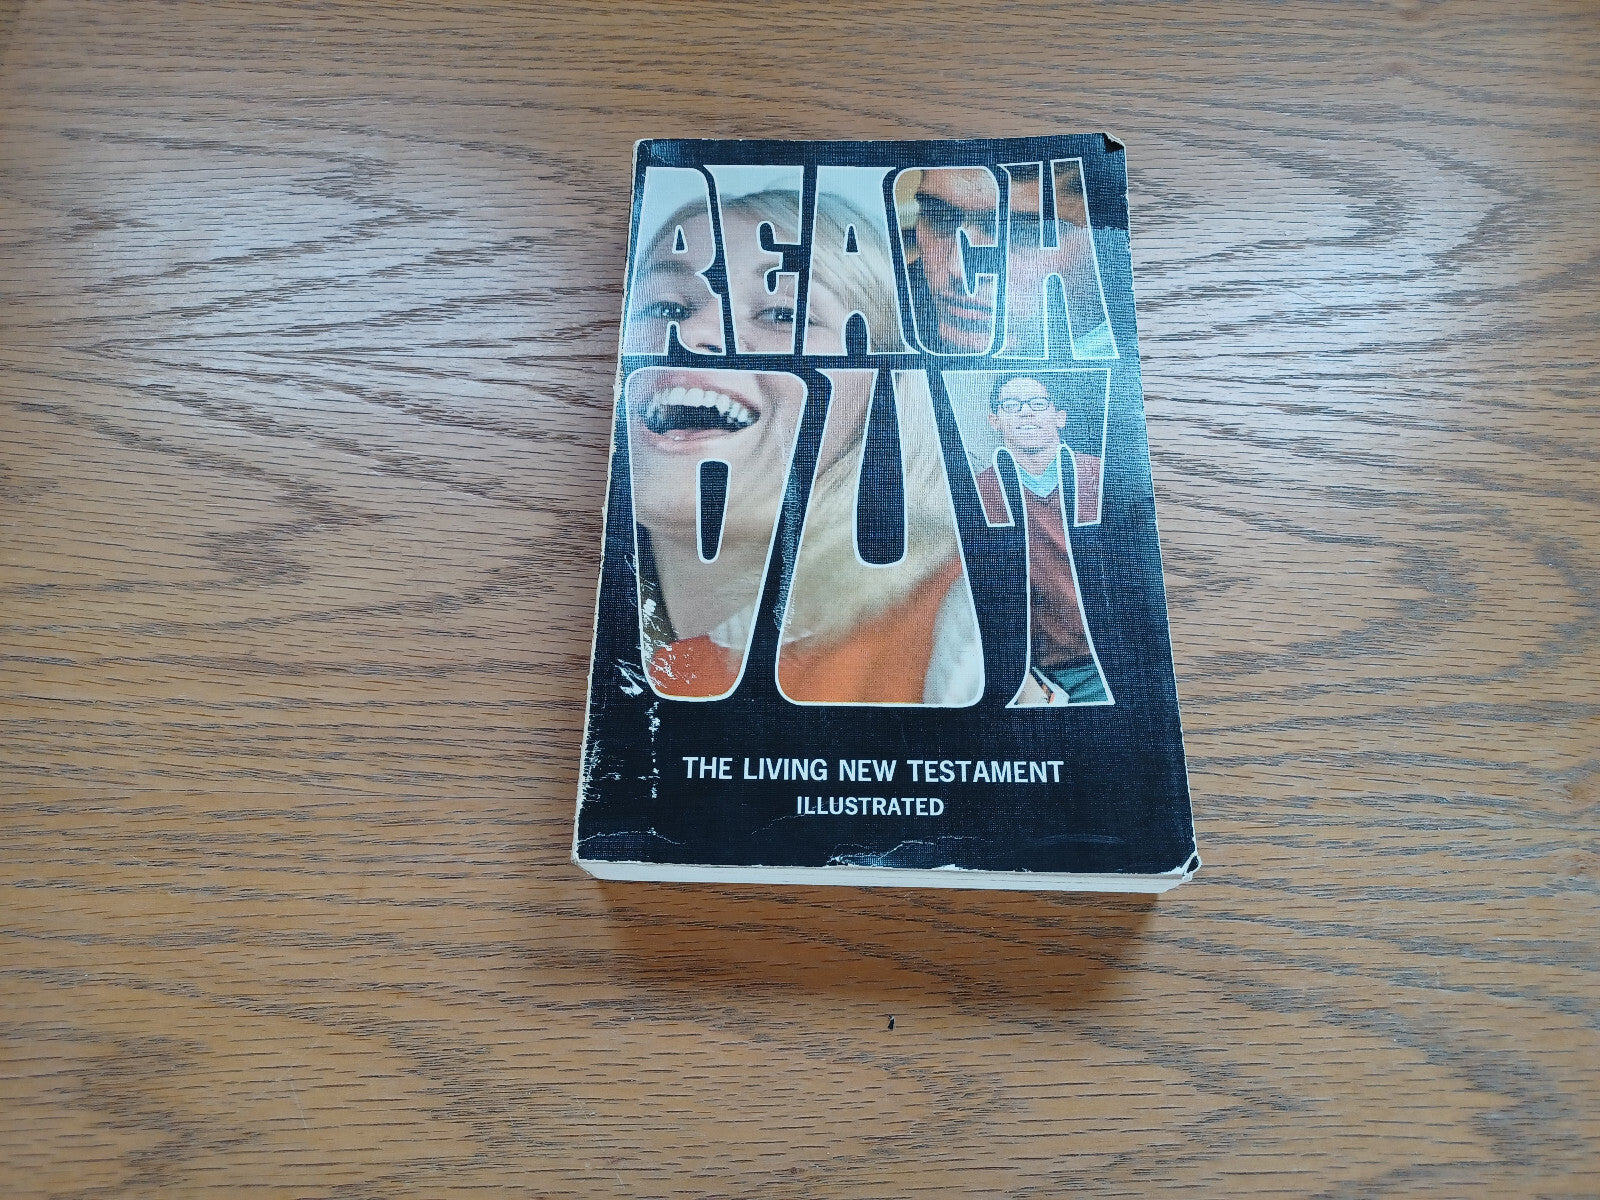 REACH
OUT
THE LIVING NEW TESTAMENT
ILLUSTRATED